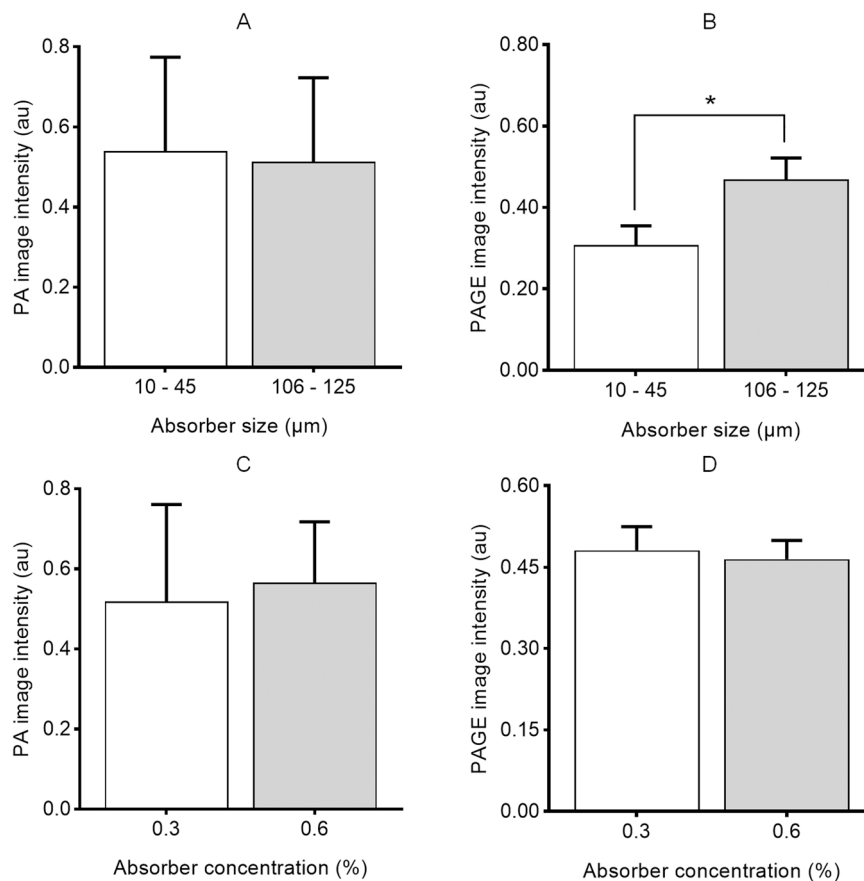 A
PA image intensity (au)
0.8
0.6
0.4
0.2
0.0
10 - 45
106 - 125
Absorber size (µm)
B
PAGE image intensity (au)
0.80
0.60
0.40
0.20
0.00
*
10 - 45
106 - 125
Absorber size (µm)
C
PA image intensity (au)
0.8
0.6
0.4
0.2
0.0
0.3
0.6
Absorber concentration (%)
D
PAGE image intensity (au)
0.60
0.45
0.30
0.15
0.00
0.3
0.6
Absorber concentration (%)